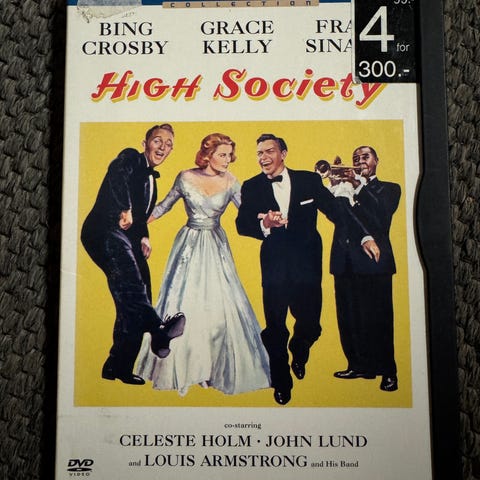 COLLECTION
BING GRACE FRA
CROSBY KELLY SINA
99.-
4 for
300.-
HIGH SOCIETY
co-starring
CELESTE HOLM · JOHN LUND
and LOUIS ARMSTRONG and His Band
DVD
VIDEO